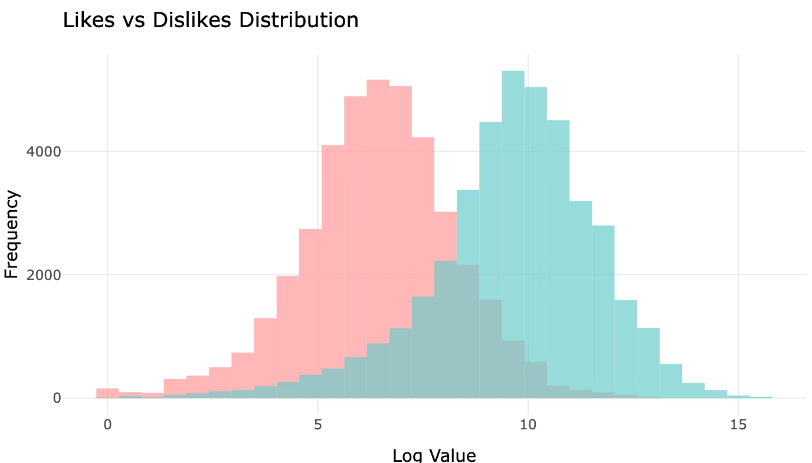 Likes vs Dislikes Distribution
Frequency
4000
2000
0
0 5 10 15
Log Value